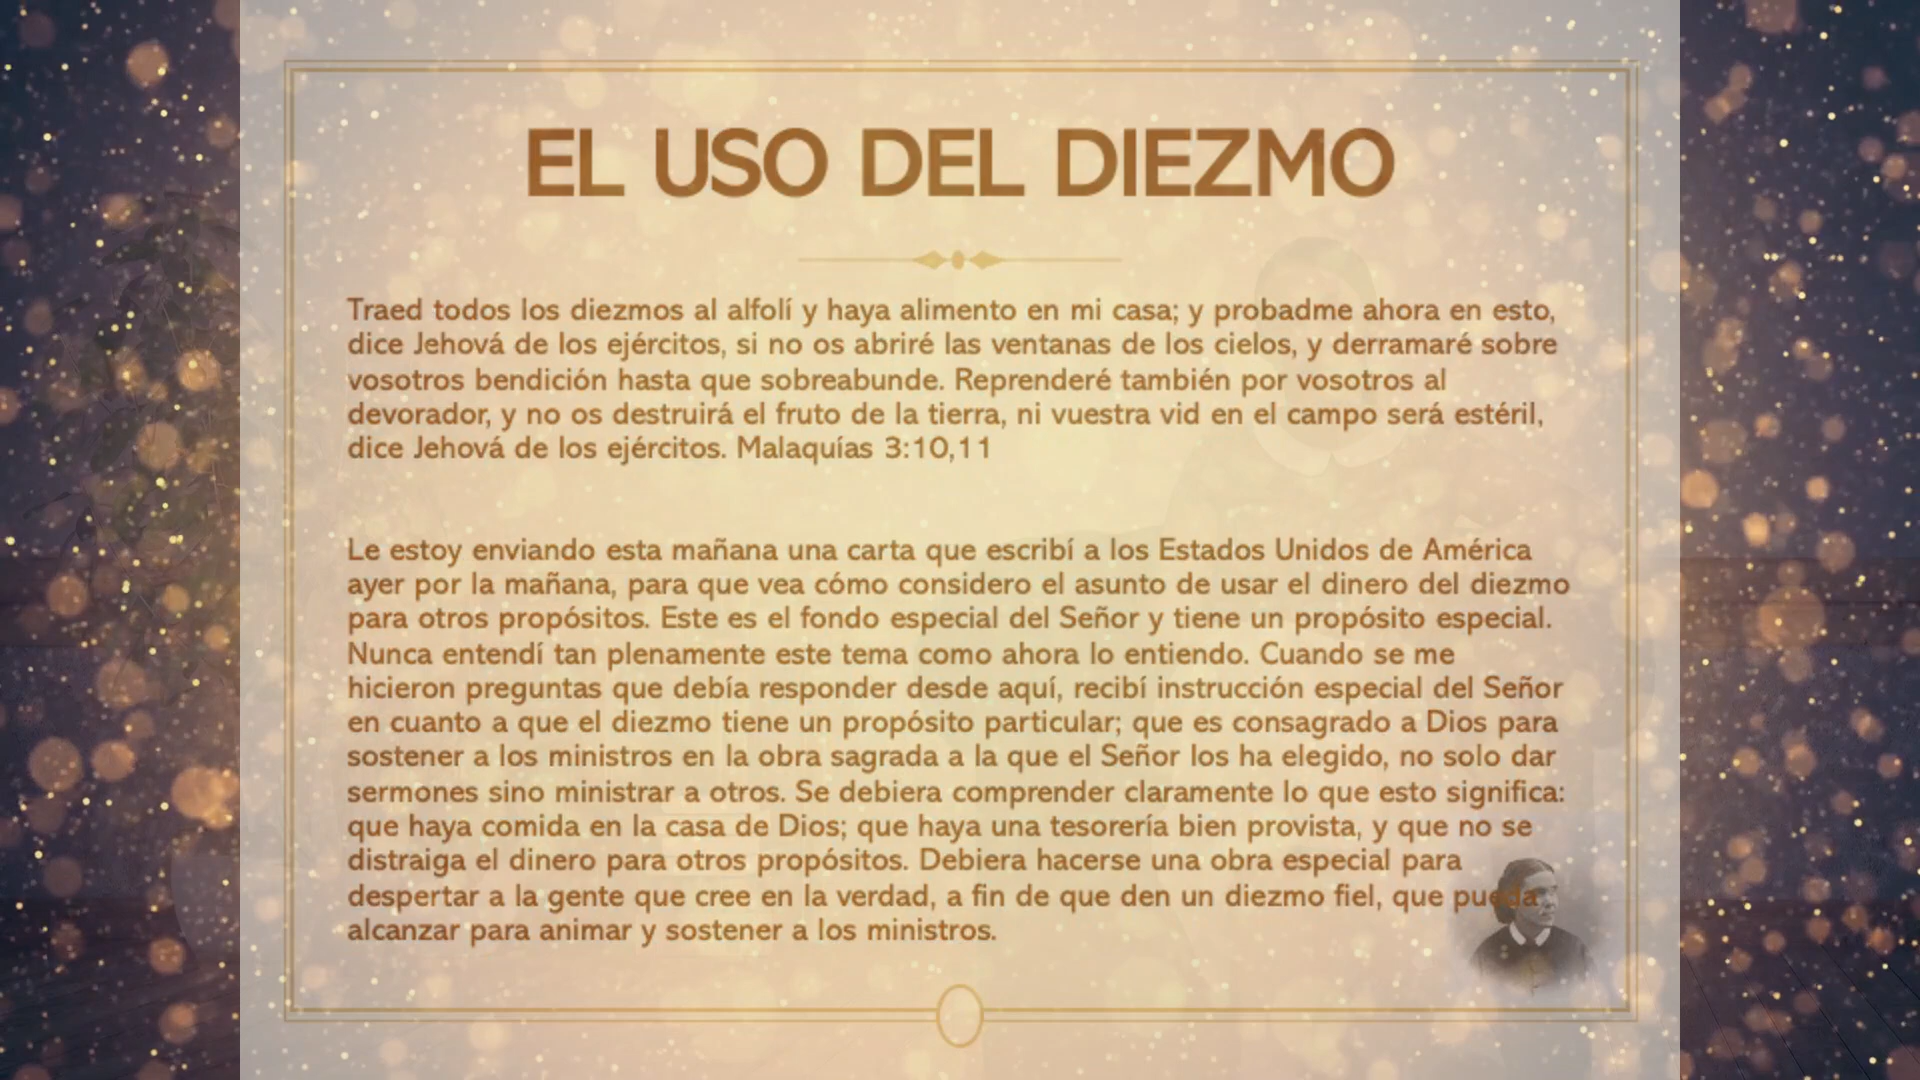 EL USO DEL DIEZMO
Traed todos los diezmos al alfolí y haya alimento en mi casa; y probadme ahora en esto,
dice Jehová de los ejércitos, si no os abriré las ventanas de los cielos, y derramaré sobre
vosotros bendición hasta que sobreabunde. Reprenderé también por vosotros al
devorador, y no os destruirá el fruto de la tierra, ni vuestra vid en el campo será estéril,
dice Jehová de los ejércitos. Malaquías 3:10,11
Le estoy enviando esta mañana una carta que escribí a los Estados Unidos de América
ayer por la mañana, para que vea cómo considero el asunto de usar el dinero del diezmo
para otros propósitos. Este es el fondo especial del Señor y tiene un propósito especial.
Nunca entendí tan plenamente este tema como ahora lo entiendo. Cuando se me
hicieron preguntas que debía responder desde aquí, recibí instrucción especial del Señor
en cuanto a que el diezmo tiene un propósito particular; que es consagrado a Dios para
sostener a los ministros en la obra sagrada a la que el Señor los ha elegido, no solo dar
sermones sino ministrar a otros. Se debiera comprender claramente lo que esto significa:
que haya comida en la casa de Dios; que haya una tesorería bien provista, y que no se
distraiga el dinero para otros propósitos. Debiera hacerse una obra especial para
despertar a la gente que cree en la verdad, a fin de que den un diezmo fiel, que pueda
alcanzar para animar y sostener a los ministros.